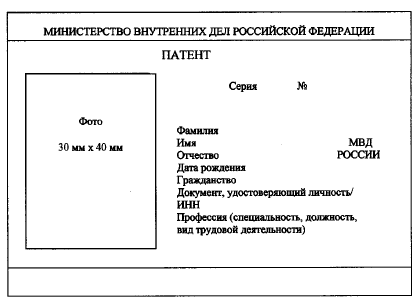 МИНИСТЕРСТВО ВНУТРЕННИХ ДЕЛ РОССИЙСКОЙ ФЕДЕРАЦИИ
ПАТЕНТ
Серия №
Фото
30 мм х 40 мм
Фамилия
Имя МВД
Отчество РОССИИ
Дата рождения
Гражданство
Документ, удостоверяющий личность/
ИНН
Профессия (специальность, должность,
вид трудовой деятельности)